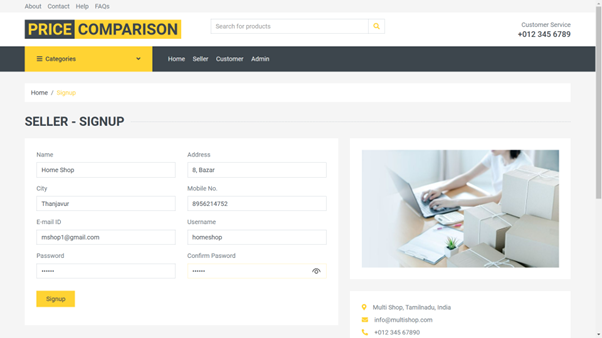 About Contact Help FAQs
PRICE COMPARISON
Search for products
Customer Service
+012 345 6789
Categories
Home Seller Customer Admin
Home / Signup
SELLER - SIGNUP
Name Address
Home Shop 8, Bazar
City Mobile No.
Thanjavur 8956214752
E-mail ID Username
mshop1@gmail.com homeshop
Password Confirm Pasword
•••••• ••••••
Signup
Multi Shop, Tamilnadu, India
info@multishop.com
+012 345 67890